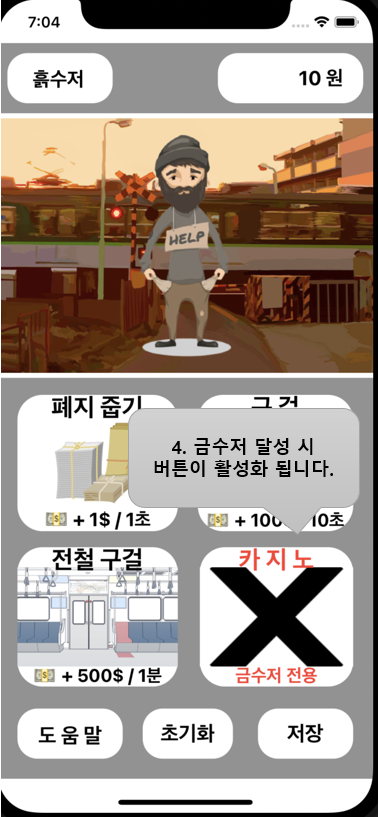 7:04
흙수저
10 원
HELP
폐지 줍기
구 걸
4. 금수저 달성 시
버튼이 활성화 됩니다.
+ 1$ / 1초
+ 100 10초
전철 구걸
카 지 노
+ 500$ / 1분
금수저 전용
도 움 말
초기화
저장